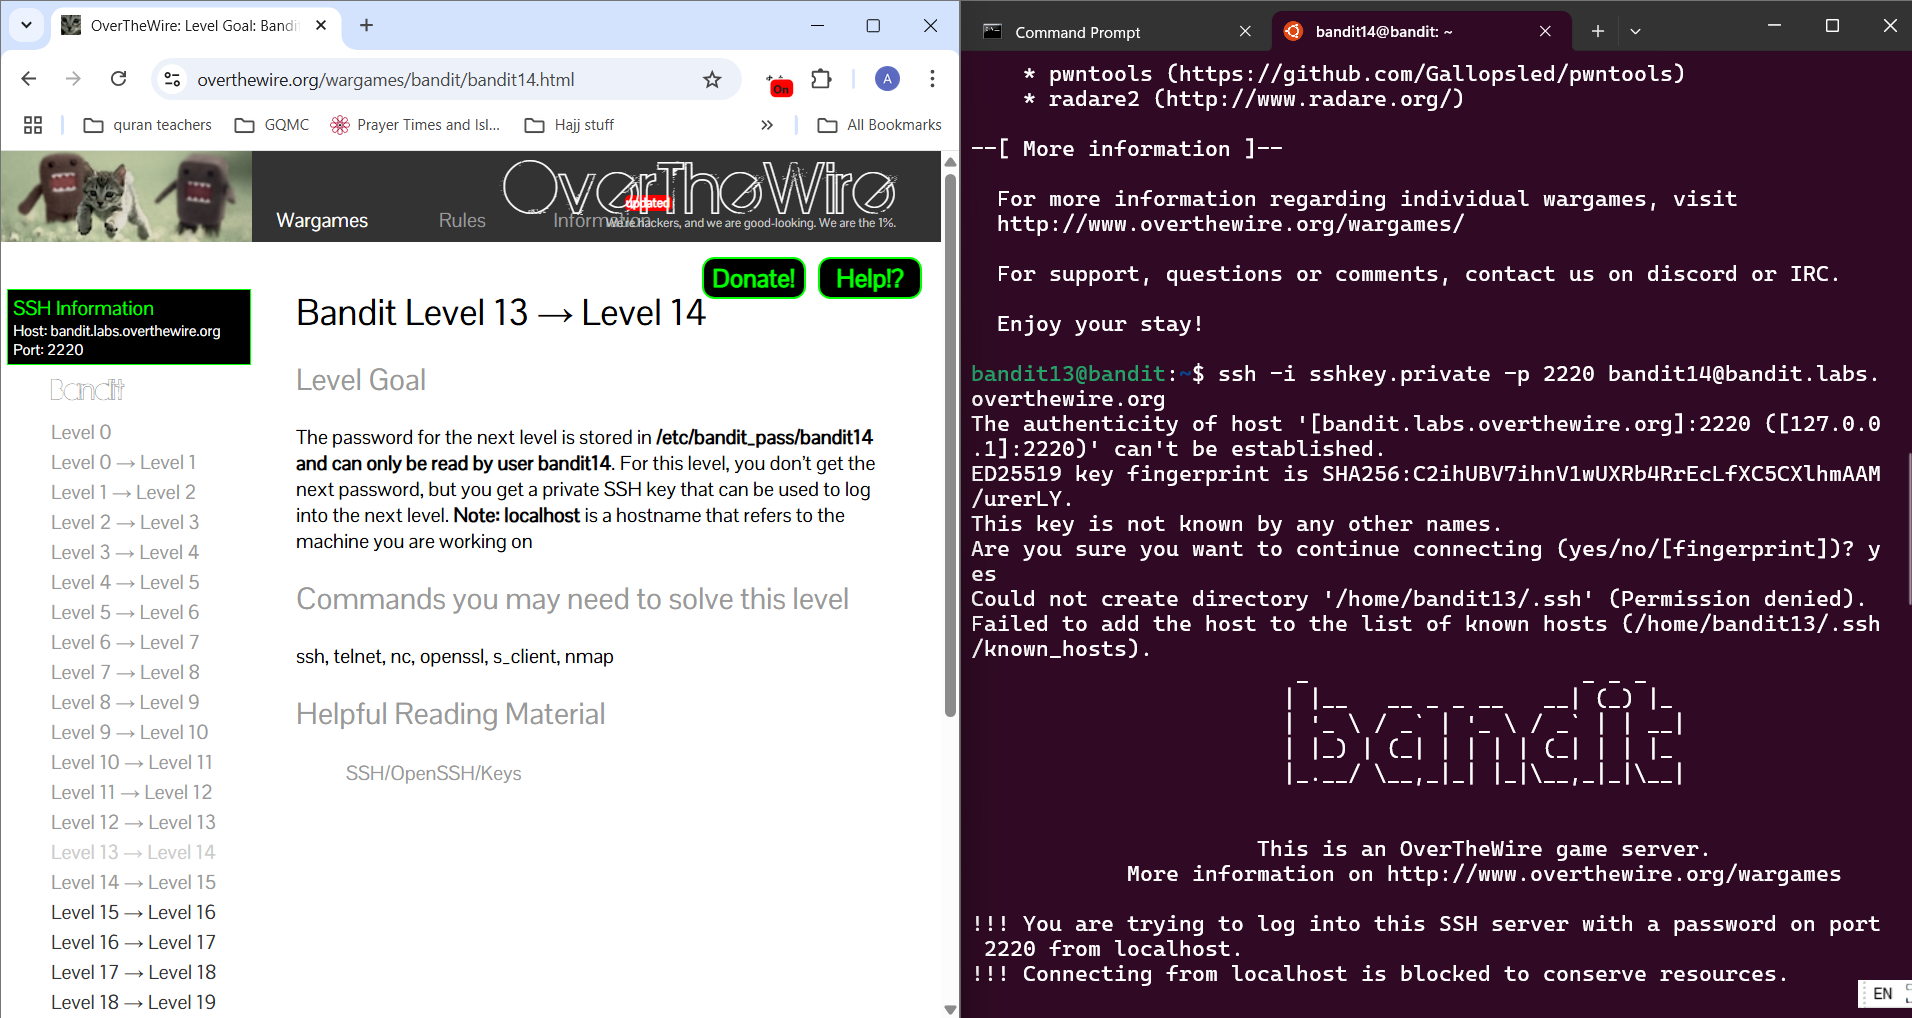 OverTheWire: Level Goal: Bandi
overthewire.org/wargames/bandit/bandit14.html
On
A
quran teachers
GQMC
Prayer Times and Isl...
Hajj stuff
»
All Bookmarks
OverTheWire
updated
Wargames
Rules
Information
We're hackers, and we are good-looking. We are the 1%.
Donate!
Help!?
SSH Information
Host: bandit.labs.overthewire.org
Port: 2220
Bandit
Level 0
Level 0 → Level 1
Level 1 → Level 2
Level 2 → Level 3
Level 3 → Level 4
Level 4 → Level 5
Level 5 → Level 6
Level 6 → Level 7
Level 7 → Level 8
Level 8 → Level 9
Level 9 → Level 10
Level 10 → Level 11
Level 11 → Level 12
Level 12 → Level 13
Level 13 → Level 14
Level 14 → Level 15
Level 15 → Level 16
Level 16 → Level 17
Level 17 → Level 18
Level 18 → Level 19
Bandit Level 13 → Level 14
Level Goal
The password for the next level is stored in /etc/bandit_pass/bandit14
and can only be read by user bandit14. For this level, you don’t get the
next password, but you get a private SSH key that can be used to log
into the next level. Note: localhost is a hostname that refers to the
machine you are working on
Commands you may need to solve this level
ssh, telnet, nc, openssl, s_client, nmap
Helpful Reading Material
SSH/OpenSSH/Keys
Command Prompt
bandit14@bandit: ~
* pwntools (https://github.com/Gallopsled/pwntools)
* radare2 (http://www.radare.org/)
--[ More information ]--
For more information regarding individual wargames, visit
http://www.overthewire.org/wargames/
For support, questions or comments, contact us on discord or IRC.
Enjoy your stay!
bandit13@bandit:~$ ssh -i sshkey.private -p 2220 bandit14@bandit.labs.
overthewire.org
The authenticity of host '[bandit.labs.overthewire.org]:2220 ([127.0.0
.1]:2220)' can't be established.
ED25519 key fingerprint is SHA256:C2ihUBV7ihnV1wUXRb4RrEcLfXC5CXlhmAAM
/urerLY.
This key is not known by any other names.
Are you sure you want to continue connecting (yes/no/[fingerprint])? y
es
Could not create directory '/home/bandit13/.ssh' (Permission denied).
Failed to add the host to the list of known hosts (/home/bandit13/.ssh
/known_hosts).
bandit
This is an OverTheWire game server.
More information on http://www.overthewire.org/wargames
!!! You are trying to log into this SSH server with a password on port
2220 from localhost.
!!! Connecting from localhost is blocked to conserve resources.
EN